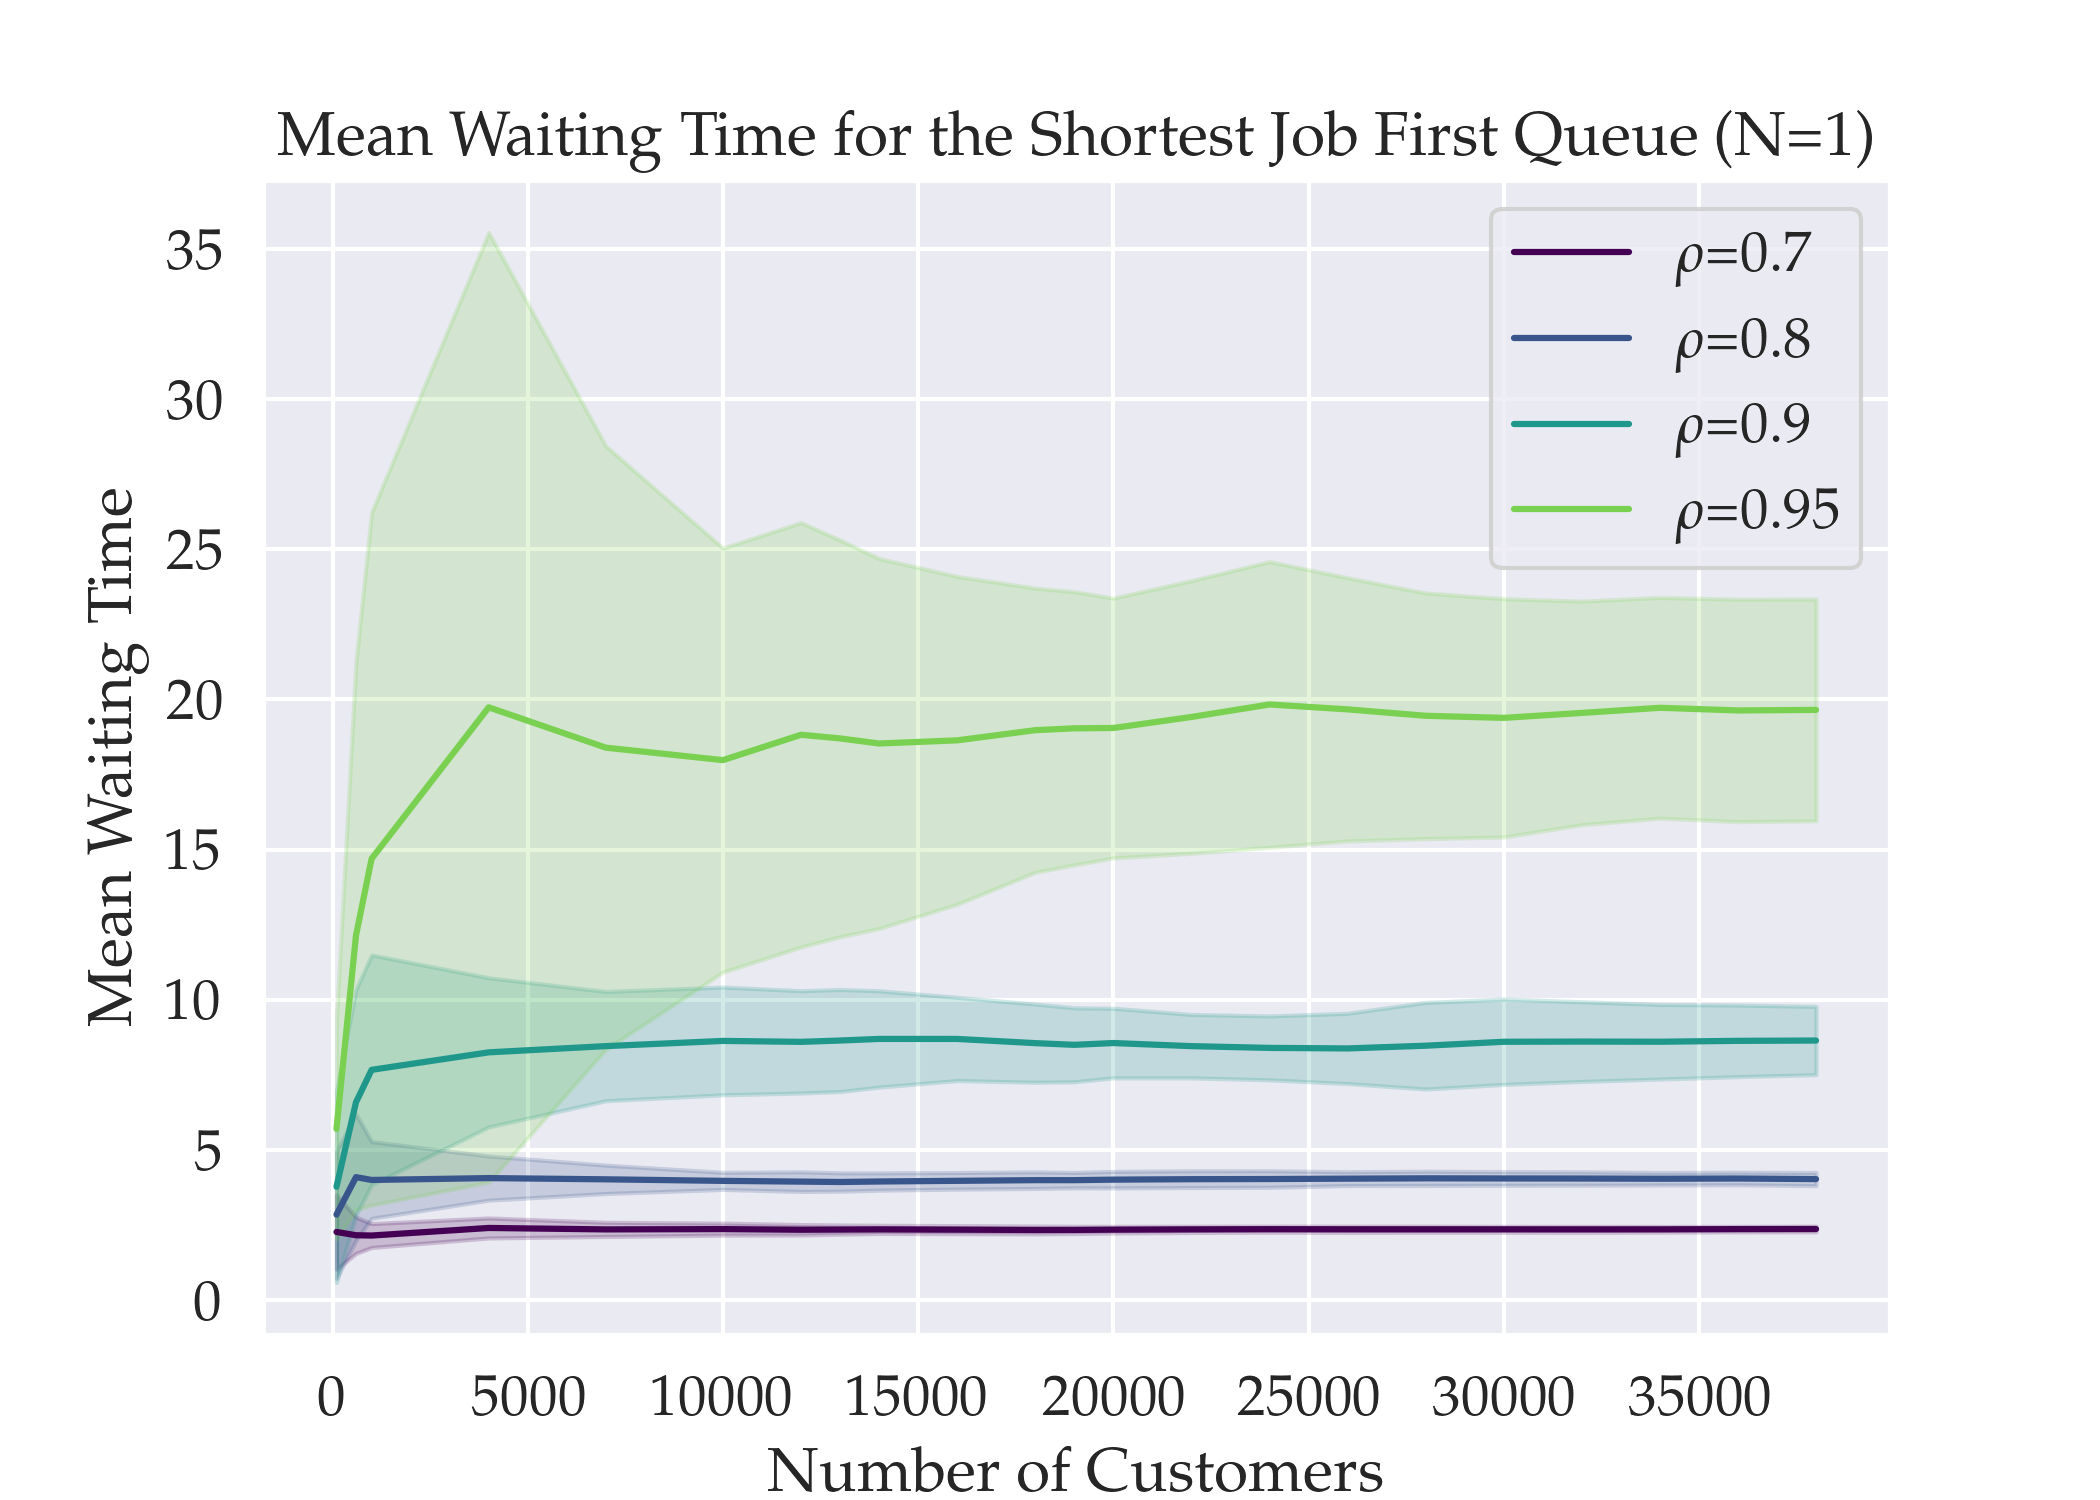 Mean Waiting Time for the Shortest Job First Queue (N=1)
35
30
25
20
15
10
5
0
Mean Waiting Time
ρ=0.7
ρ=0.8
ρ=0.9
ρ=0.95
0 5000 10000 15000 20000 25000 30000 35000
Number of Customers